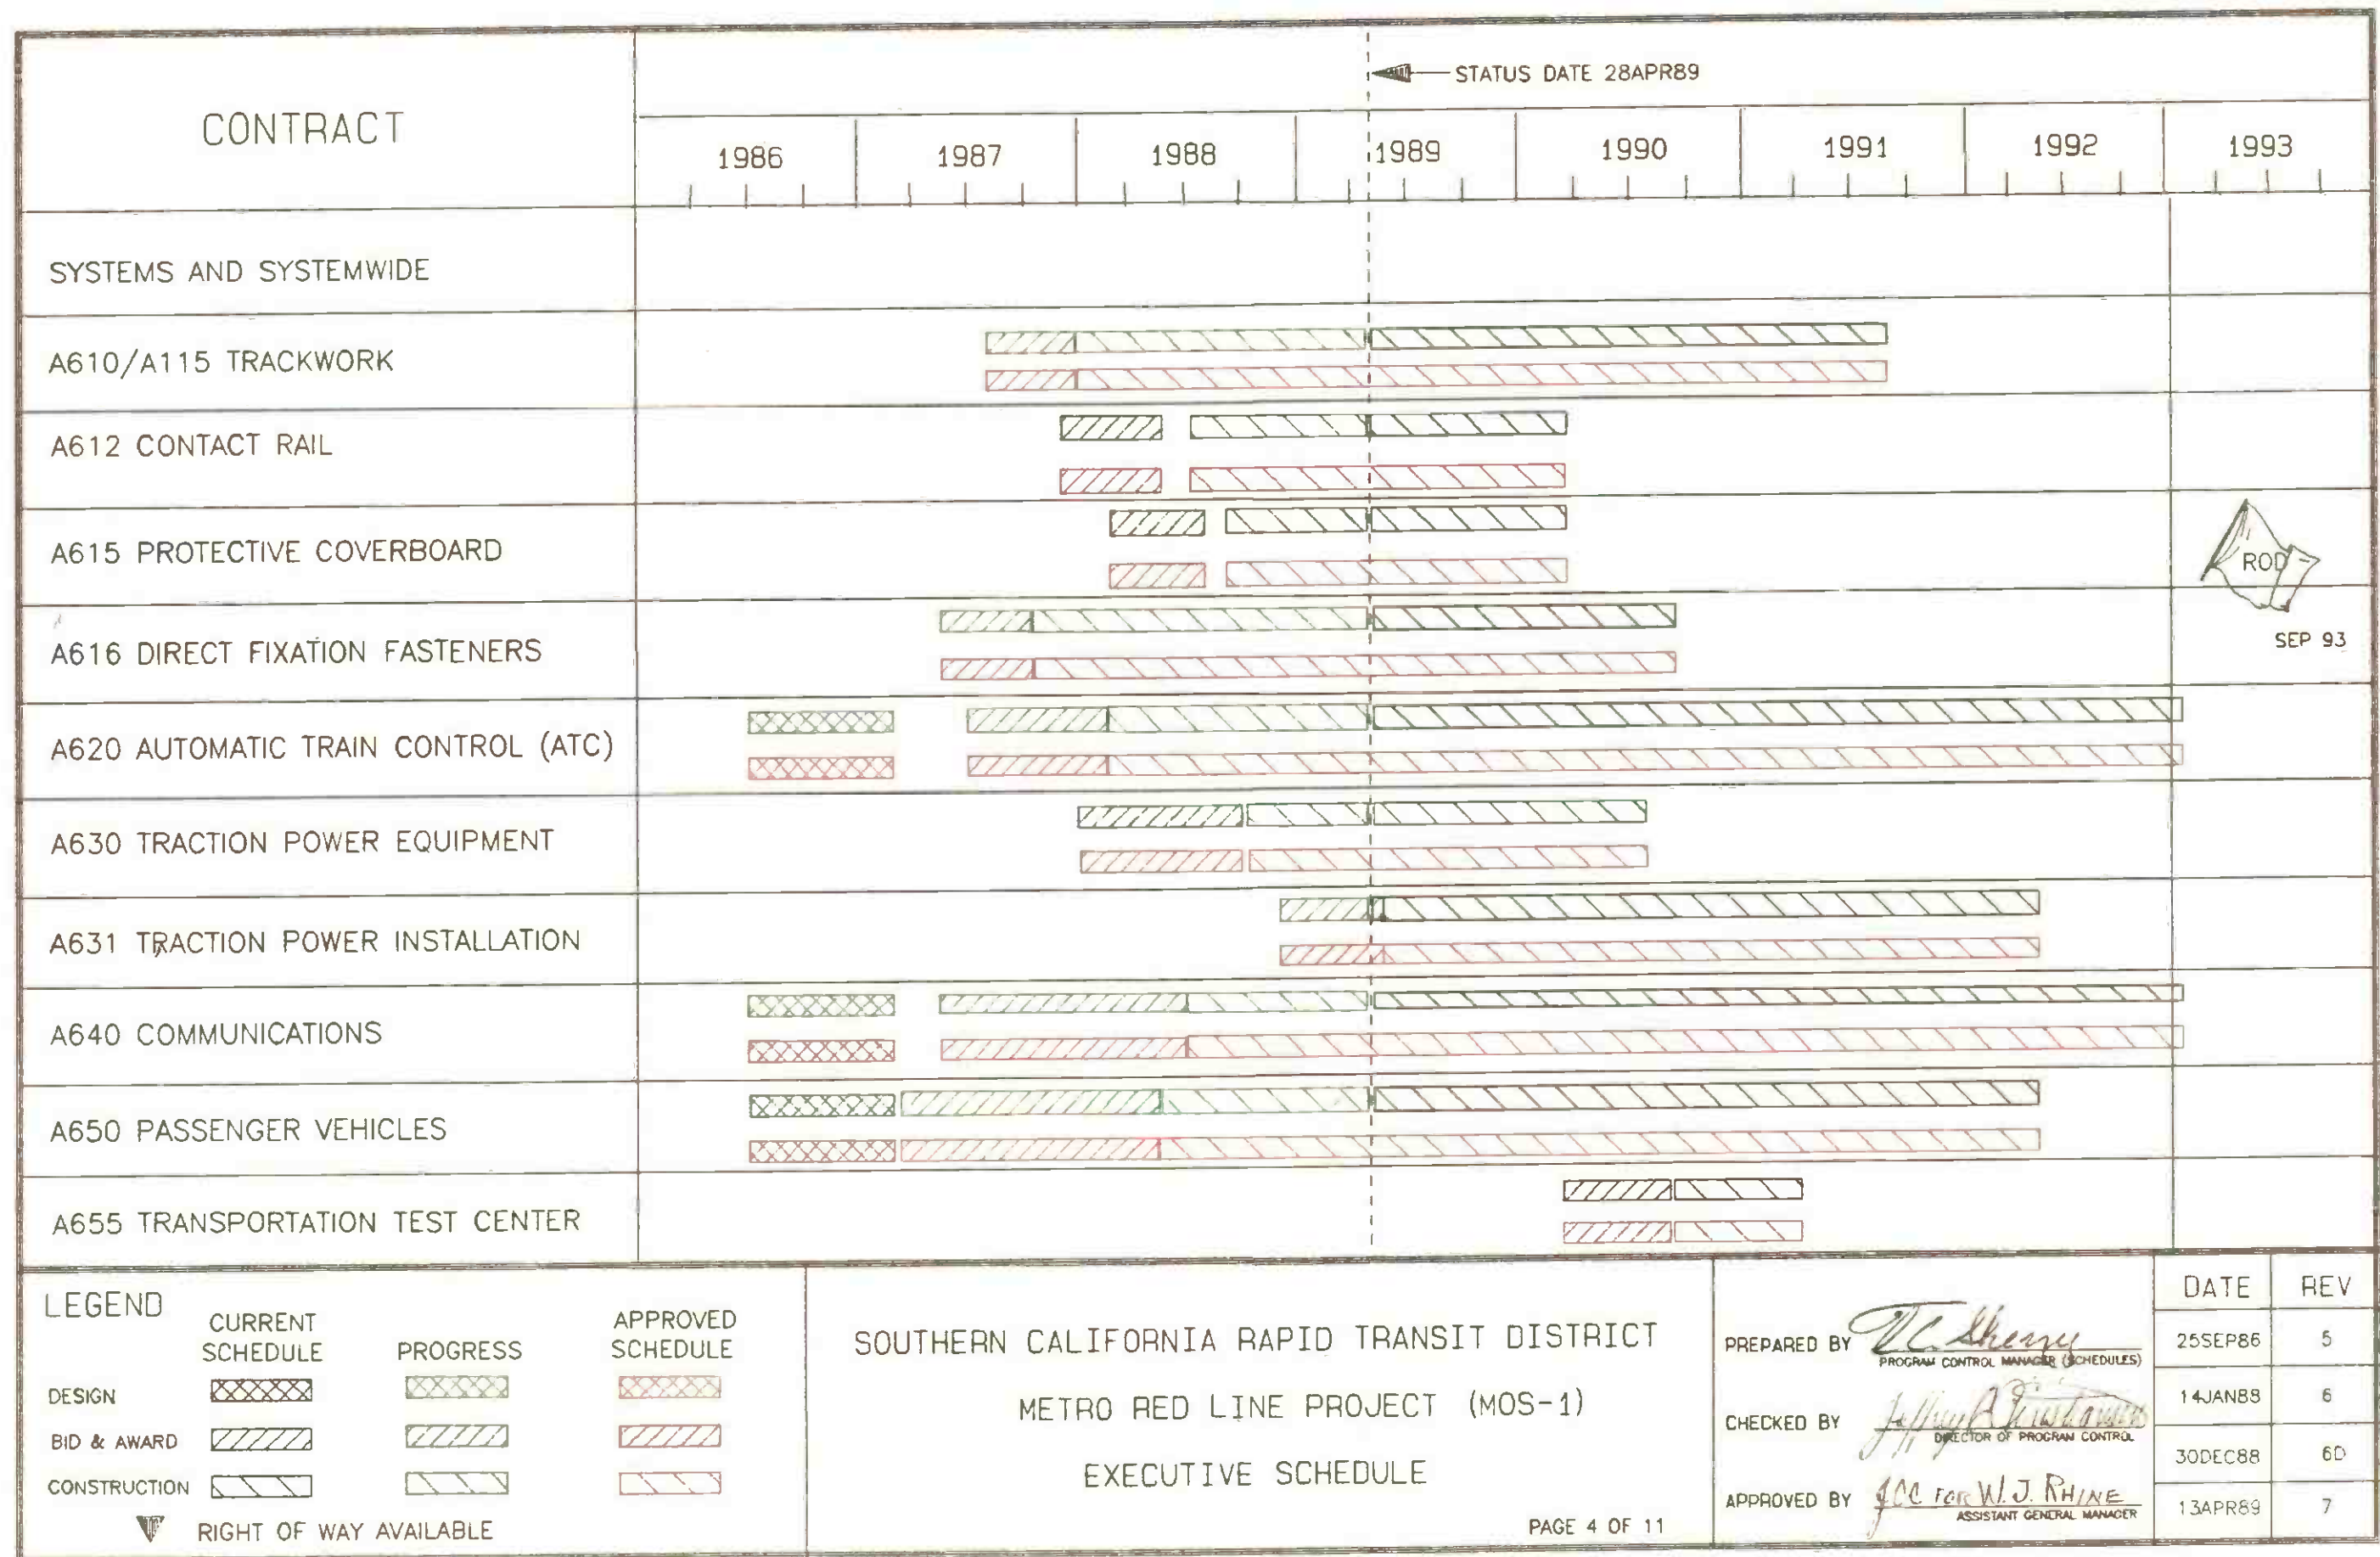 CONTRACT
STATUS DATE 28APR89
1986 1987 1988 1989 1990 1991 1992 1993
SYSTEMS AND SYSTEMWIDE
A610/A115 TRACKWORK
A612 CONTACT RAIL
A615 PROTECTIVE COVERBOARD
ROD
SEP 93
A616 DIRECT FIXATION FASTENERS
A620 AUTOMATIC TRAIN CONTROL (ATC)
A630 TRACTION POWER EQUIPMENT
A631 TRACTION POWER INSTALLATION
A640 COMMUNICATIONS
A650 PASSENGER VEHICLES
A655 TRANSPORTATION TEST CENTER
LEGEND
CURRENT SCHEDULE
PROGRESS
APPROVED SCHEDULE
DESIGN
BID & AWARD
CONSTRUCTION
RIGHT OF WAY AVAILABLE
SOUTHERN CALIFORNIA RAPID TRANSIT DISTRICT
METRO RED LINE PROJECT (MOS-1)
EXECUTIVE SCHEDULE
PAGE 4 OF 11
PREPARED BY
PROGRAM CONTROL MANAGER (SCHEDULES)
CHECKED BY
DIRECTOR OF PROGRAM CONTROL
APPROVED BY JCC FOR W.J. RHINE
ASSISTANT GENERAL MANAGER
DATE REV
25SEP86 5
14JAN88 6
30DEC88 6D
13APR89 7